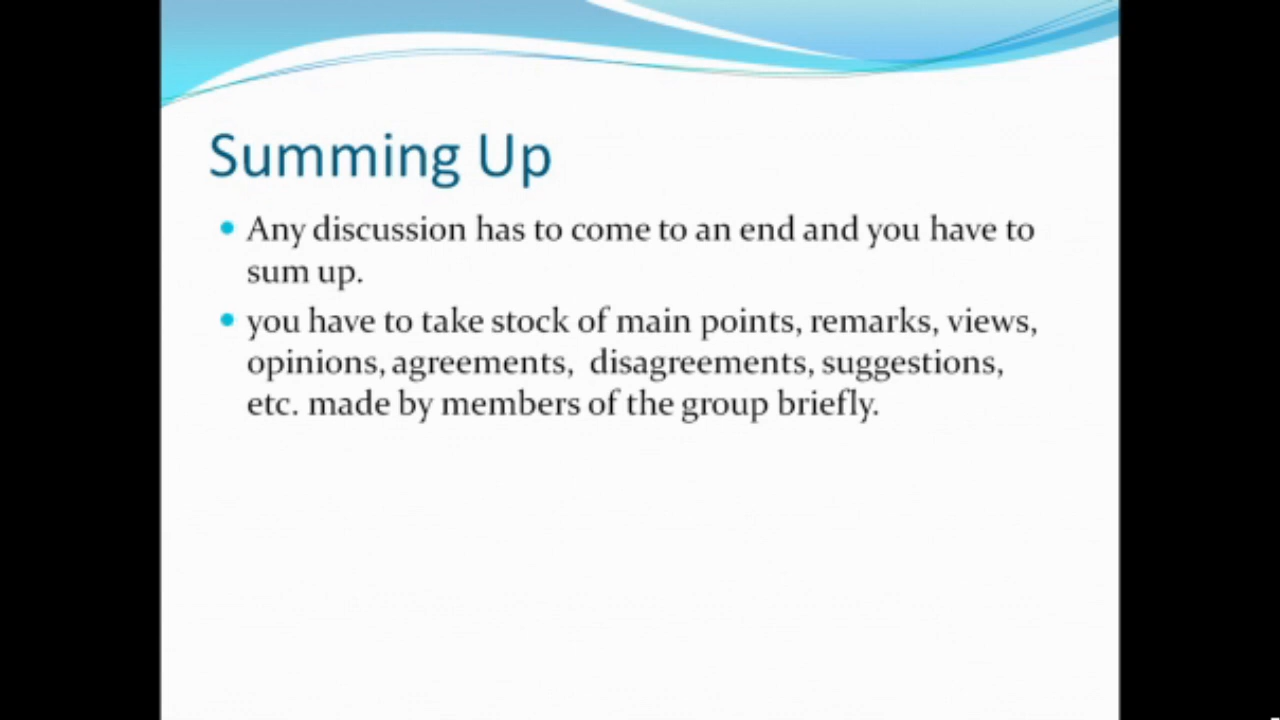 Summing Up
Any discussion has to come to an end and you have to
sum up.
you have to take stock of main points, remarks, views,
opinions, agreements, disagreements, suggestions,
etc. made by members of the group briefly.